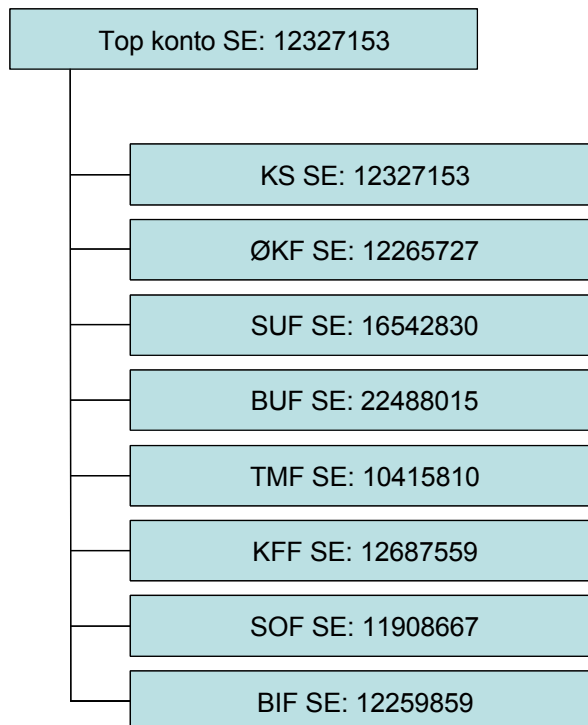 Top konto SE: 12327153
KS SE: 12327153
ØKF SE: 12265727
SUF SE: 16542830
BUF SE: 22488015
TMF SE: 10415810
KFF SE: 12687559
SOF SE: 11908667
BIF SE: 12259859